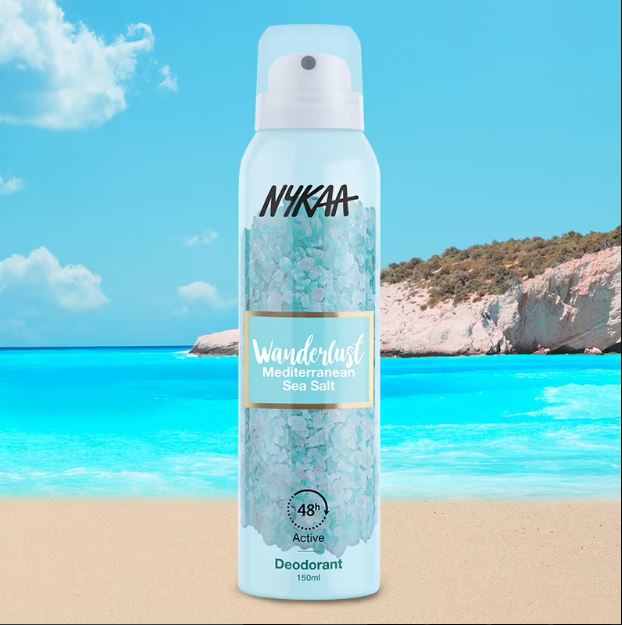 NYKAA
Wanderlust
Mediterranean
Sea Salt
48h
Active
Deodorant
150ml